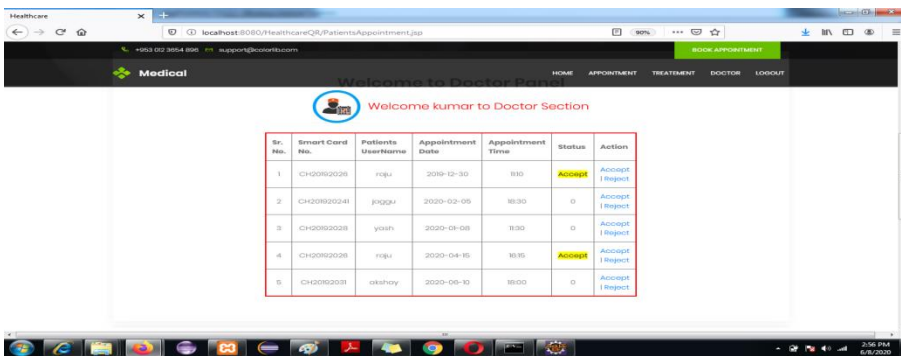 Healthcare
localhost:8080/HealthcareQR/PatientsAppointment.jsp
90%
+953 012 3654 896 support@colorlib.com
BOOK APPOINTMENT
Medical
HOME APPOINTMENT TREATEMENT DOCTOR LOGOUT
Welcome to Doctor Panel
Welcome kumar to Doctor Section
Sr. No. Smart Card No. Patients UserName Appointment Date Appointment Time Status Action
1 CH20192026 raju 2019-12-30 11:10 Accept Accept | Reject
2 CH201920241 jaggu 2020-02-05 18:30 0 Accept | Reject
3 CH20192028 yash 2020-01-08 11:30 0 Accept | Reject
4 CH20192026 raju 2020-04-15 16:15 Accept Accept | Reject
5 CH20192031 akshay 2020-06-10 18:00 0 Accept | Reject
2:56 PM
6/8/2020